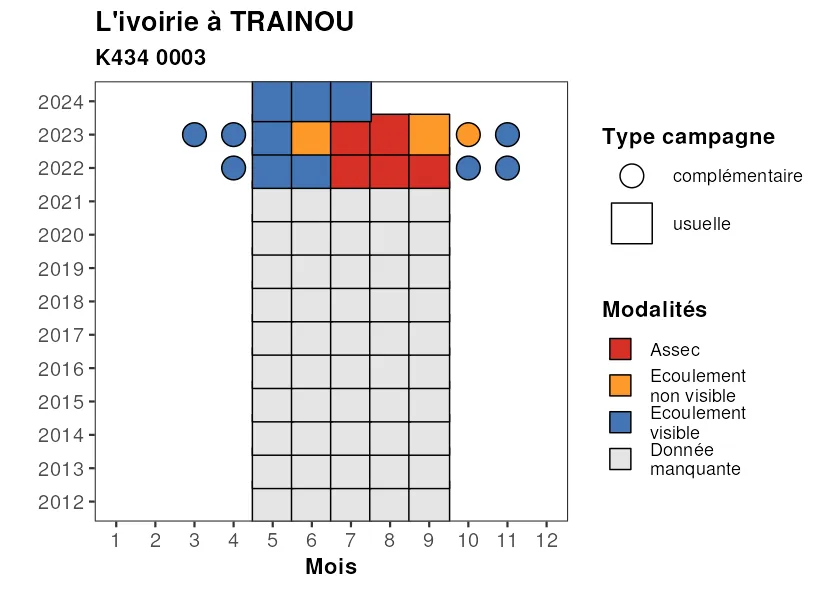 L'ivoirie à TRAINOU
K434 0003
2024
2023
2022
2021
2020
2019
2018
2017
2016
2015
2014
2013
2012
1 2 3 4 5 6 7 8 9 10 11 12
Mois
Type campagne
complémentaire
usuelle
Modalités
Assec
Ecoulement
non visible
Ecoulement
visible
Donnée
manquante